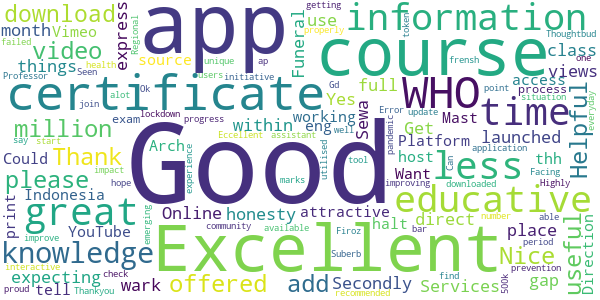 download
app
information
getting
Regional
token
Thoughtbud
month
Vimeo
express
use
failed
ohe
things
video
source
Funeral
properly
course
frensh
class
Professor
Seen
unique
ap
health
users
initiative
views
certificate
WHO
time
Helpful
everyday
join
alot
Ok
Gd
full
access
lockdown
progress
Yes
process
point
situation
million
exam
within
working
Sewa
Error
update
Mast
launched
say
start
Eccellent
assistant
eng
well
Get
Platform
application
Could
Thank
Arch
Good
pandemic
host
less
thh
impact
utilised
Can
Facing
please
hope
experience
marks
tool
Want
improving
downloaded
Highly
Indonesia
educative
great
Online
honesty
attractive
halt
direct
place
number
able
print
YouTube
emerging
community
available
Firoz
bar
period
useful
Direction
knowledge
improve
Excellent
Suberb
Nice
prevention
interactive
add
Secondly
expecting
check
offered
Services
find
gap
proud
tell
Thankyou
wark
recommended
500k